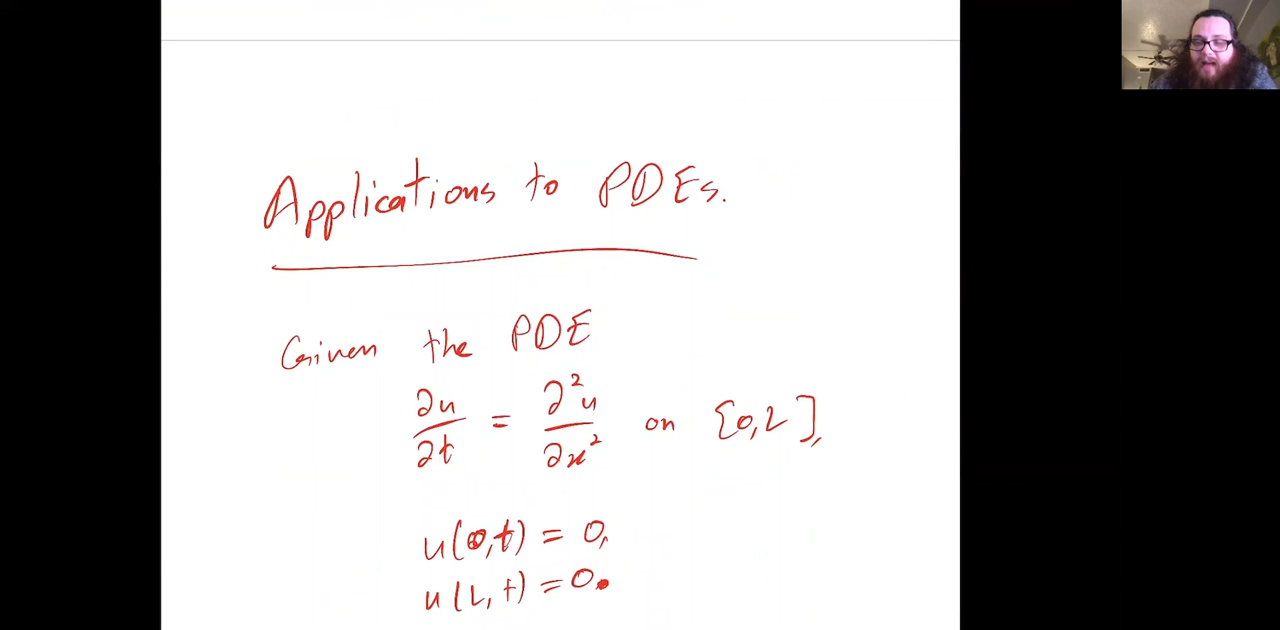 Applications to PDEs.
Given the PDE
∂u/∂t = ∂²u/∂x² on [0,L],
u(0,t) = 0,
u(L,t) = 0.